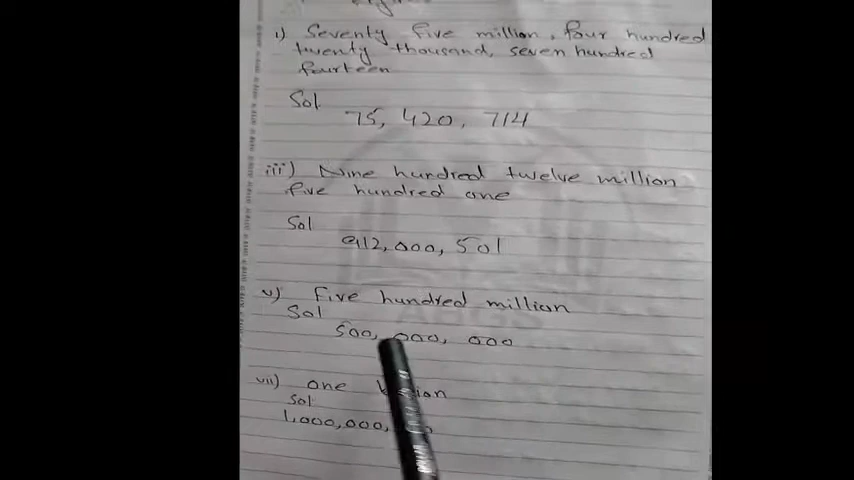 i) Seventy five million, four hundred
twenty thousand, seven hundred
fourteen
Sol
75, 420, 714
iii) Nine hundred twelve million
five hundred one
Sol
912,000, 501
v) Five hundred million
Sol
500, 000, 000
vii) one
Sol
1,000,000,